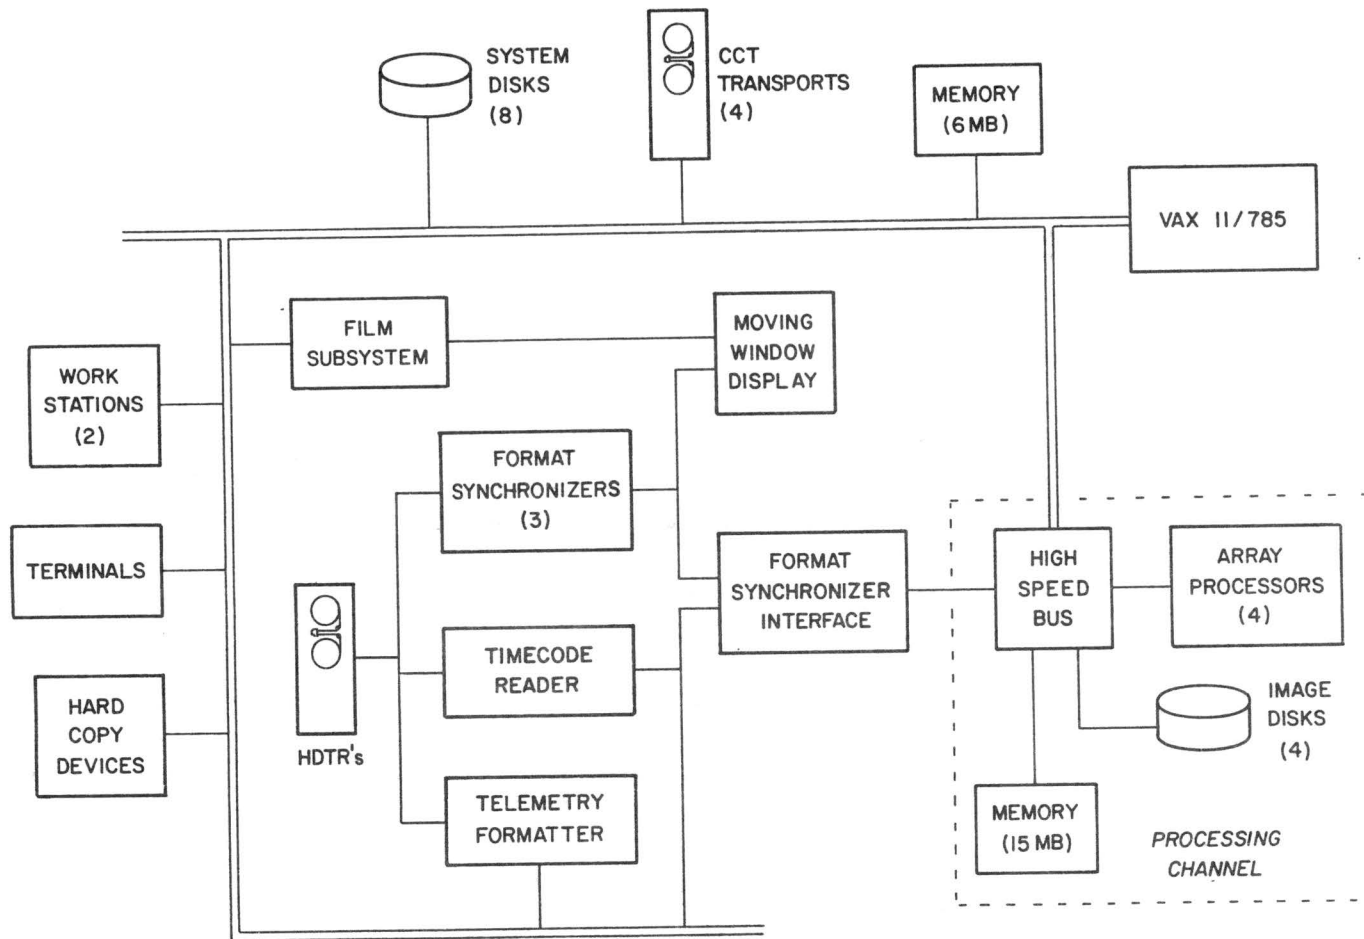 SYSTEM
DISKS
(8)
CCT
TRANSPORTS
(4)
MEMORY
(6 MB)
VAX 11/785
FILM
SUBSYSTEM
MOVING
WINDOW
DISPLAY
WORK
STATIONS
(2)
FORMAT
SYNCHRONIZERS
(3)
TERMINALS
FORMAT
SYNCHRONIZER
INTERFACE
HIGH
SPEED
BUS
ARRAY
PROCESSORS
(4)
TIMECODE
READER
HARD
COPY
DEVICES
HDTR's
IMAGE
DISKS
(4)
TELEMETRY
FORMATTER
MEMORY
(15 MB)
PROCESSING
CHANNEL